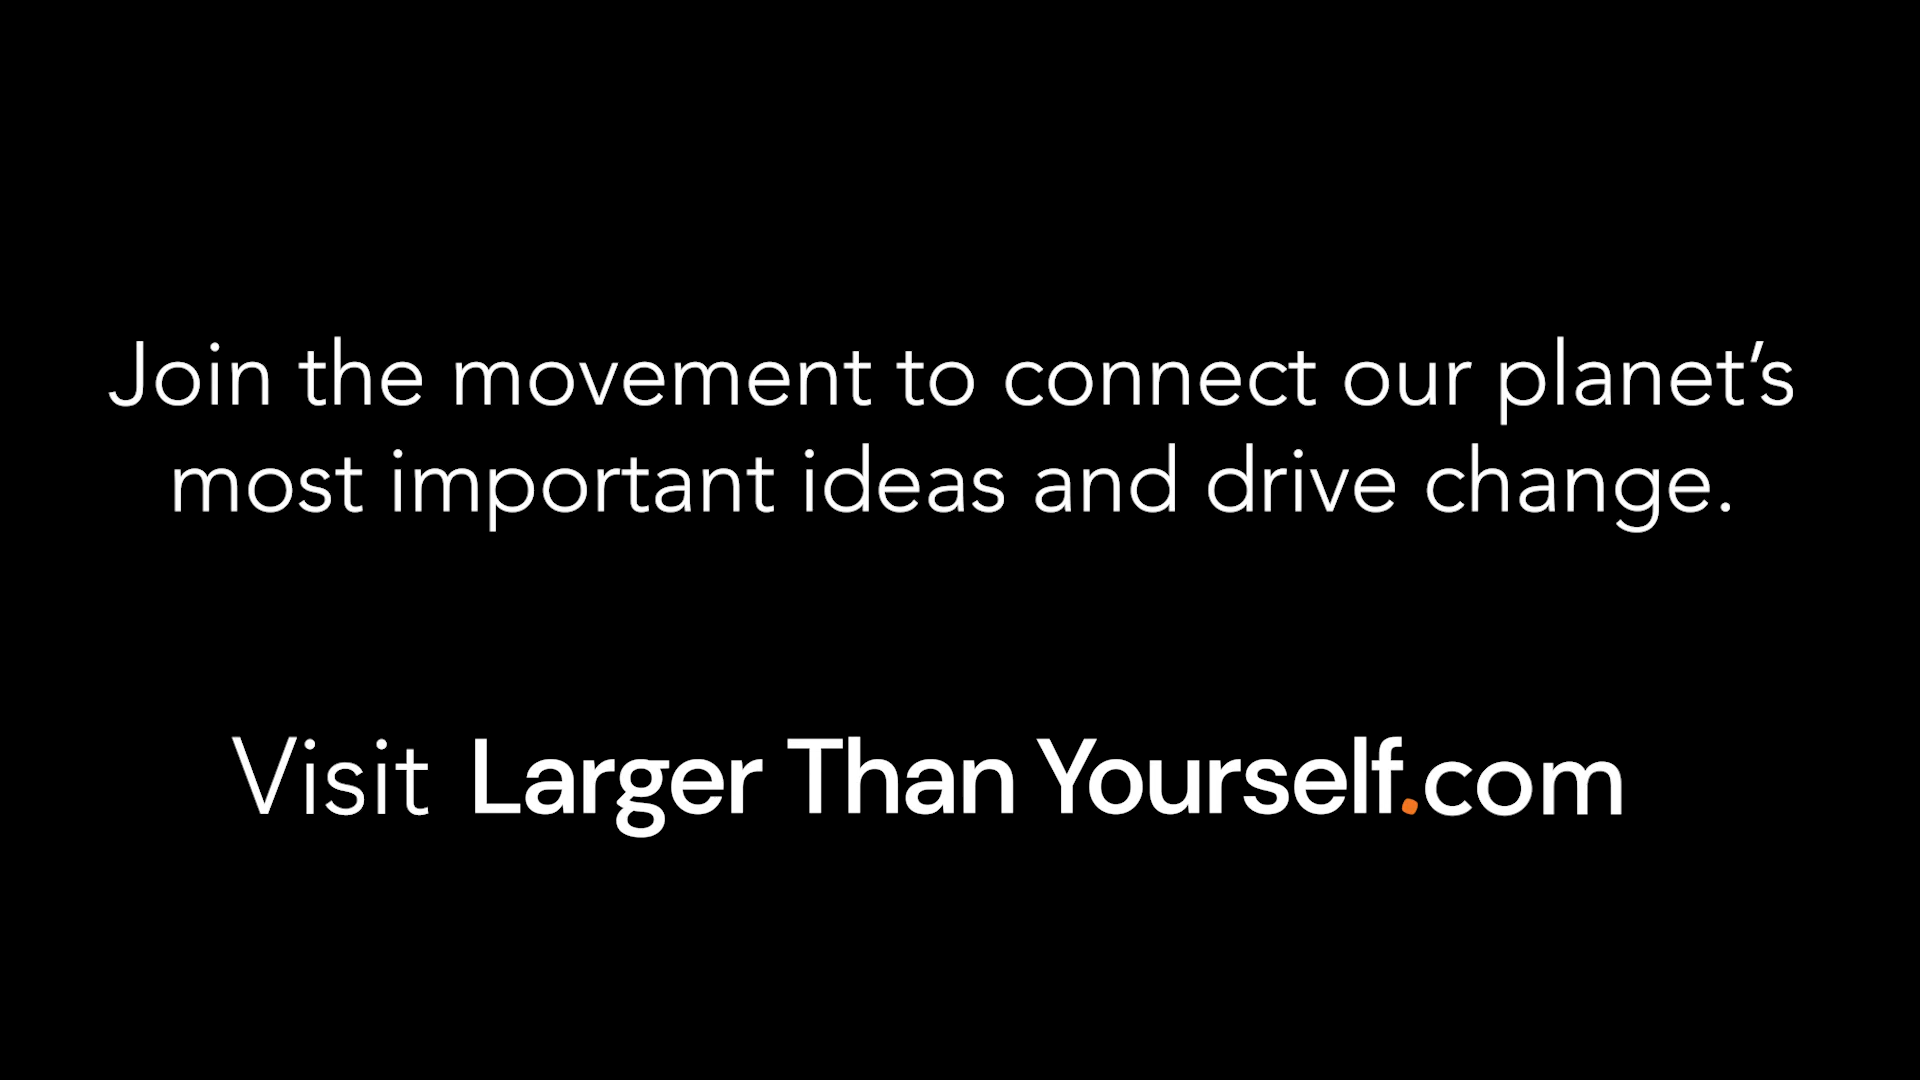 Join the movement to connect our planet’s
most important ideas and drive change.
Visit Larger Than Yourself.com